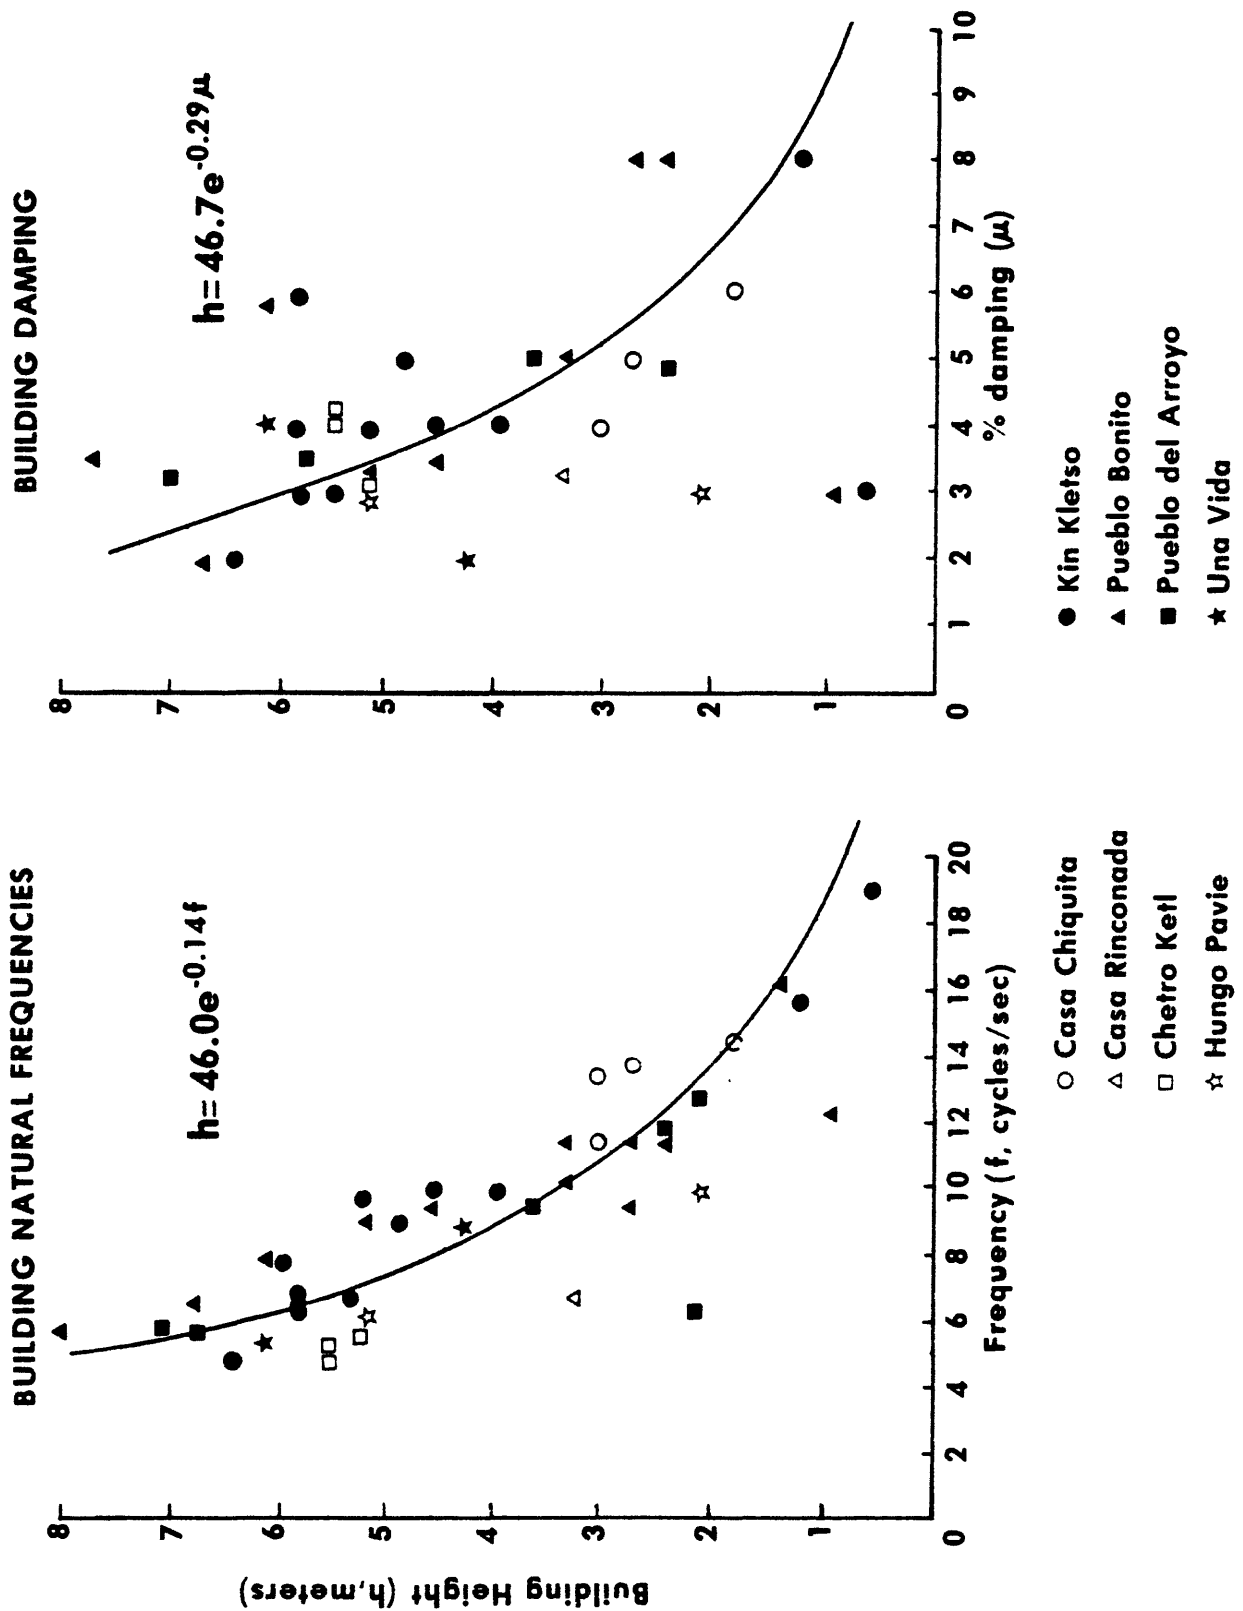 BUILDING NATURAL FREQUENCIES
h=46.0e-0.14f
Building Height (h,meters)
8
7
6
5
4
3
2
1
0
2
4
6
8
10
12
14
16
18
20
Frequency (f, cycles/sec)
BUILDING DAMPING
h=46.7e-0.29μ
8
7
6
5
4
3
2
1
0
1
2
3
4
5
6
7
8
9
10
% damping (μ)
Casa Chiquita
Casa Rinconada
Chetro Ketl
Hungo Pavie
Kin Kletso
Pueblo Bonito
Pueblo del Arroyo
Una Vida